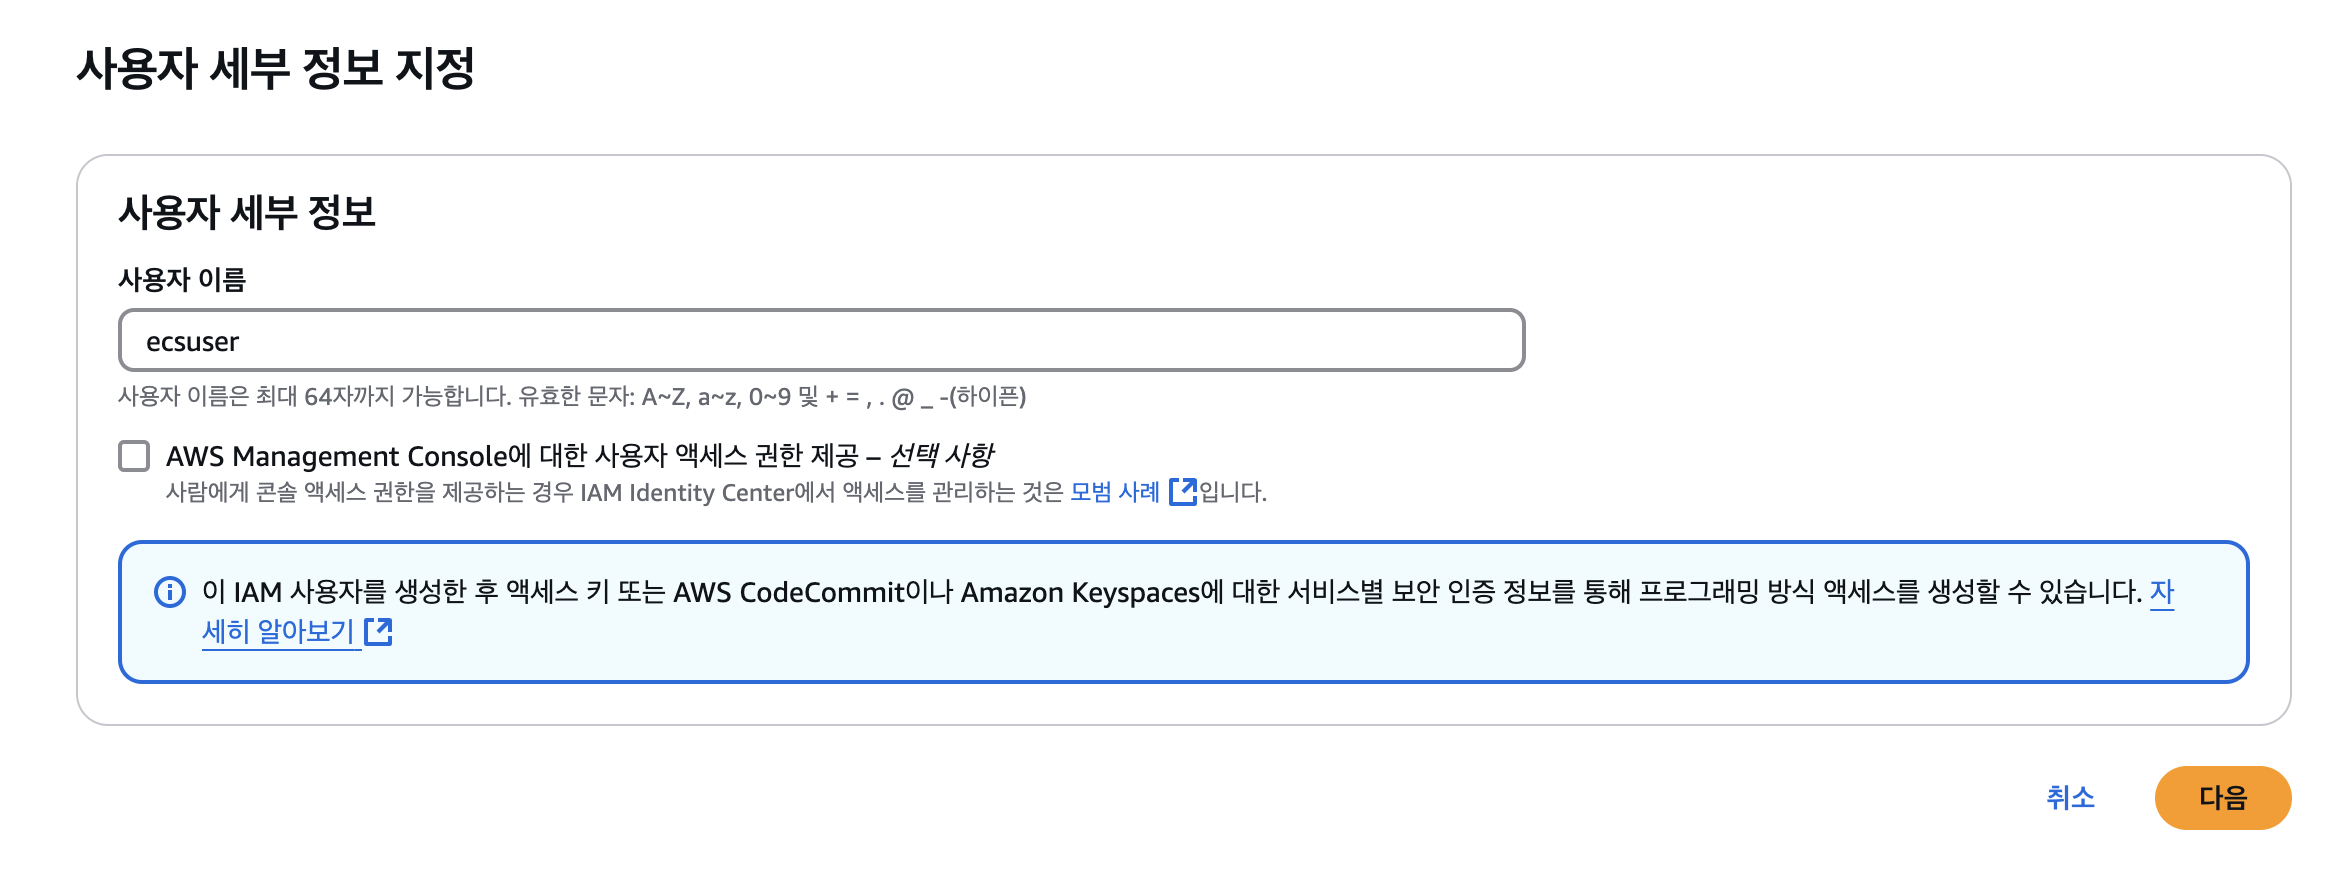 사용자 세부 정보 지정
사용자 세부 정보
사용자 이름
ecsuser
사용자 이름은 최대 64자까지 가능합니다. 유효한 문자: A~Z, a~z, 0~9 및 + = , . @ _ -(하이픈)
AWS Management Console에 대한 사용자 액세스 권한 제공 – 선택 사항
사람에게 콘솔 액세스 권한을 제공하는 경우 IAM Identity Center에서 액세스를 관리하는 것은 모범 사례 입니다.
이 IAM 사용자를 생성한 후 액세스 키 또는 AWS CodeCommit이나 Amazon Keyspaces에 대한 서비스별 보안 인증 정보를 통해 프로그래밍 방식 액세스를 생성할 수 있습니다. 자
세히 알아보기
취소 다음